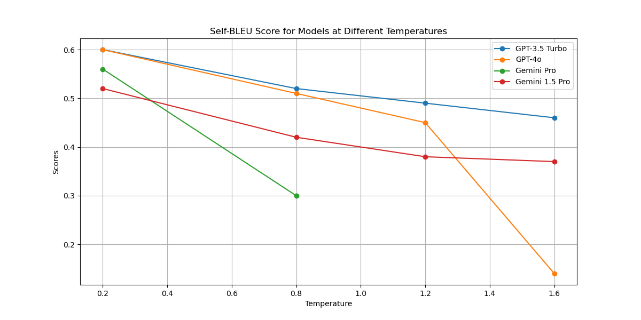 Self-BLEU Score for Models at Different Temperatures
GPT-3.5 Turbo
GPT-4o
Gemini Pro
Gemini 1.5 Pro
0.6
0.5
0.4
0.3
0.2
Scores
0.2 0.4 0.6 0.8 1.0 1.2 1.4 1.6
Temperature